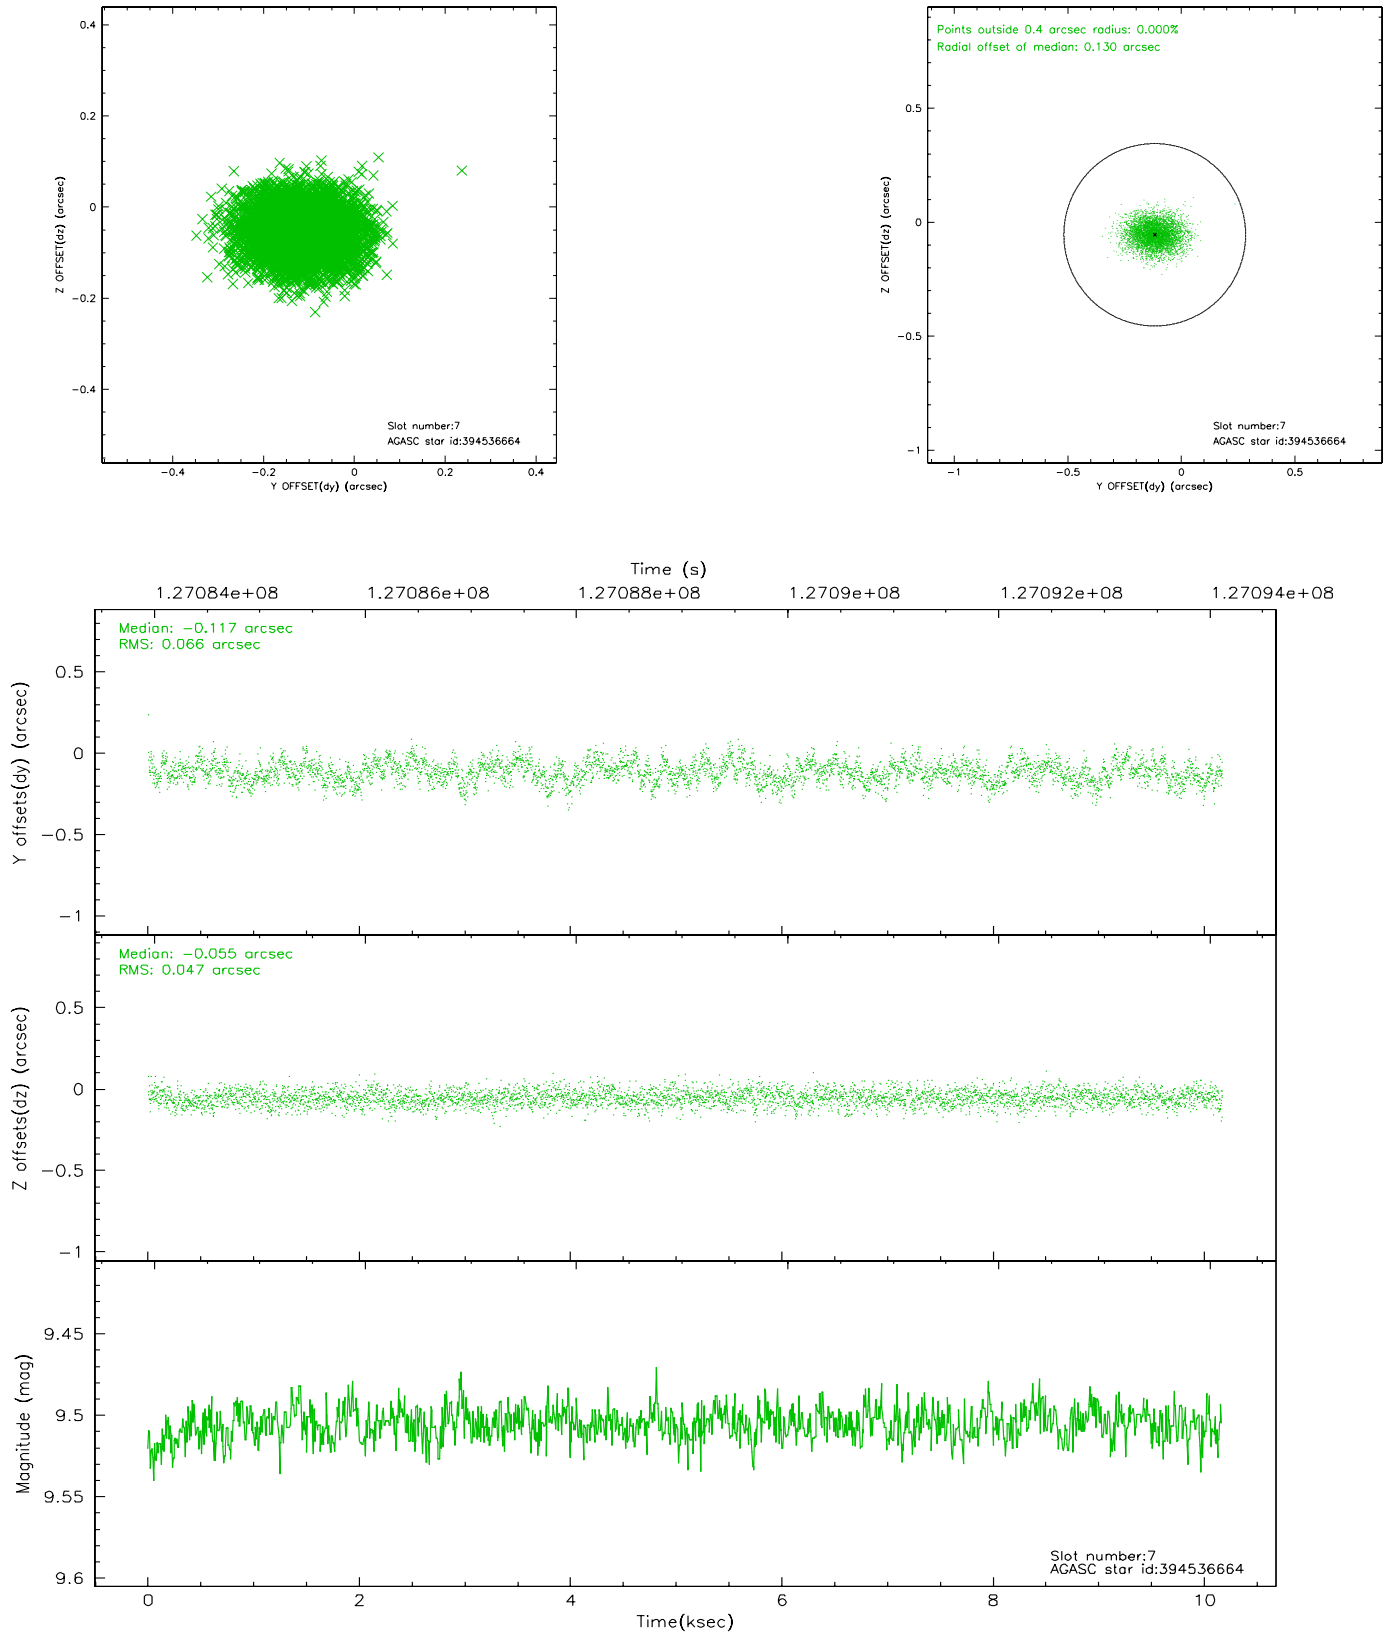 0.4
0.2
0
−0.2
−0.4
Z OFFSET(dz) (arcsec)
Slot number:7
AGASC star id:394536664
−0.4 −0.2 0 0.2 0.4
Y OFFSET(dy) (arcsec)
Points outside 0.4 arcsec radius: 0.000%
Radial offset of median: 0.130 arcsec
0.5
0
−0.5
−1
Z OFFSET(dz) (arcsec)
Slot number:7
AGASC star id:394536664
−1 −0.5 0 0.5
Y OFFSET(dy) (arcsec)
Time (s)
1.27084e+08 1.27086e+08 1.27088e+08 1.2709e+08 1.27092e+08 1.27094e+08
Median: −0.117 arcsec
RMS: 0.066 arcsec
0.5
0
−0.5
−1
Y offsets(dy) (arcsec)
Median: −0.055 arcsec
RMS: 0.047 arcsec
0.5
0
−0.5
−1
Z offsets(dz) (arcsec)
9.45
9.5
9.55
9.6
Magnitude (mag)
Slot number:7
AGASC star id:394536664
0 2 4 6 8 10
Time(ksec)